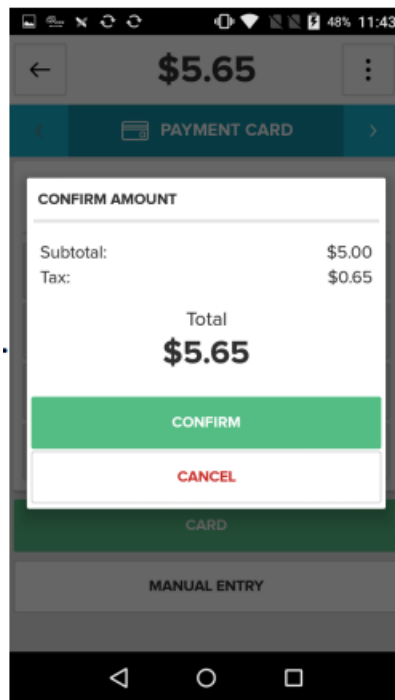 48% 11:43
$5.65
PAYMENT CARD
CONFIRM AMOUNT
Subtotal: $5.00
Tax: $0.65
Total
$5.65
CONFIRM
CANCEL
CARD
MANUAL ENTRY